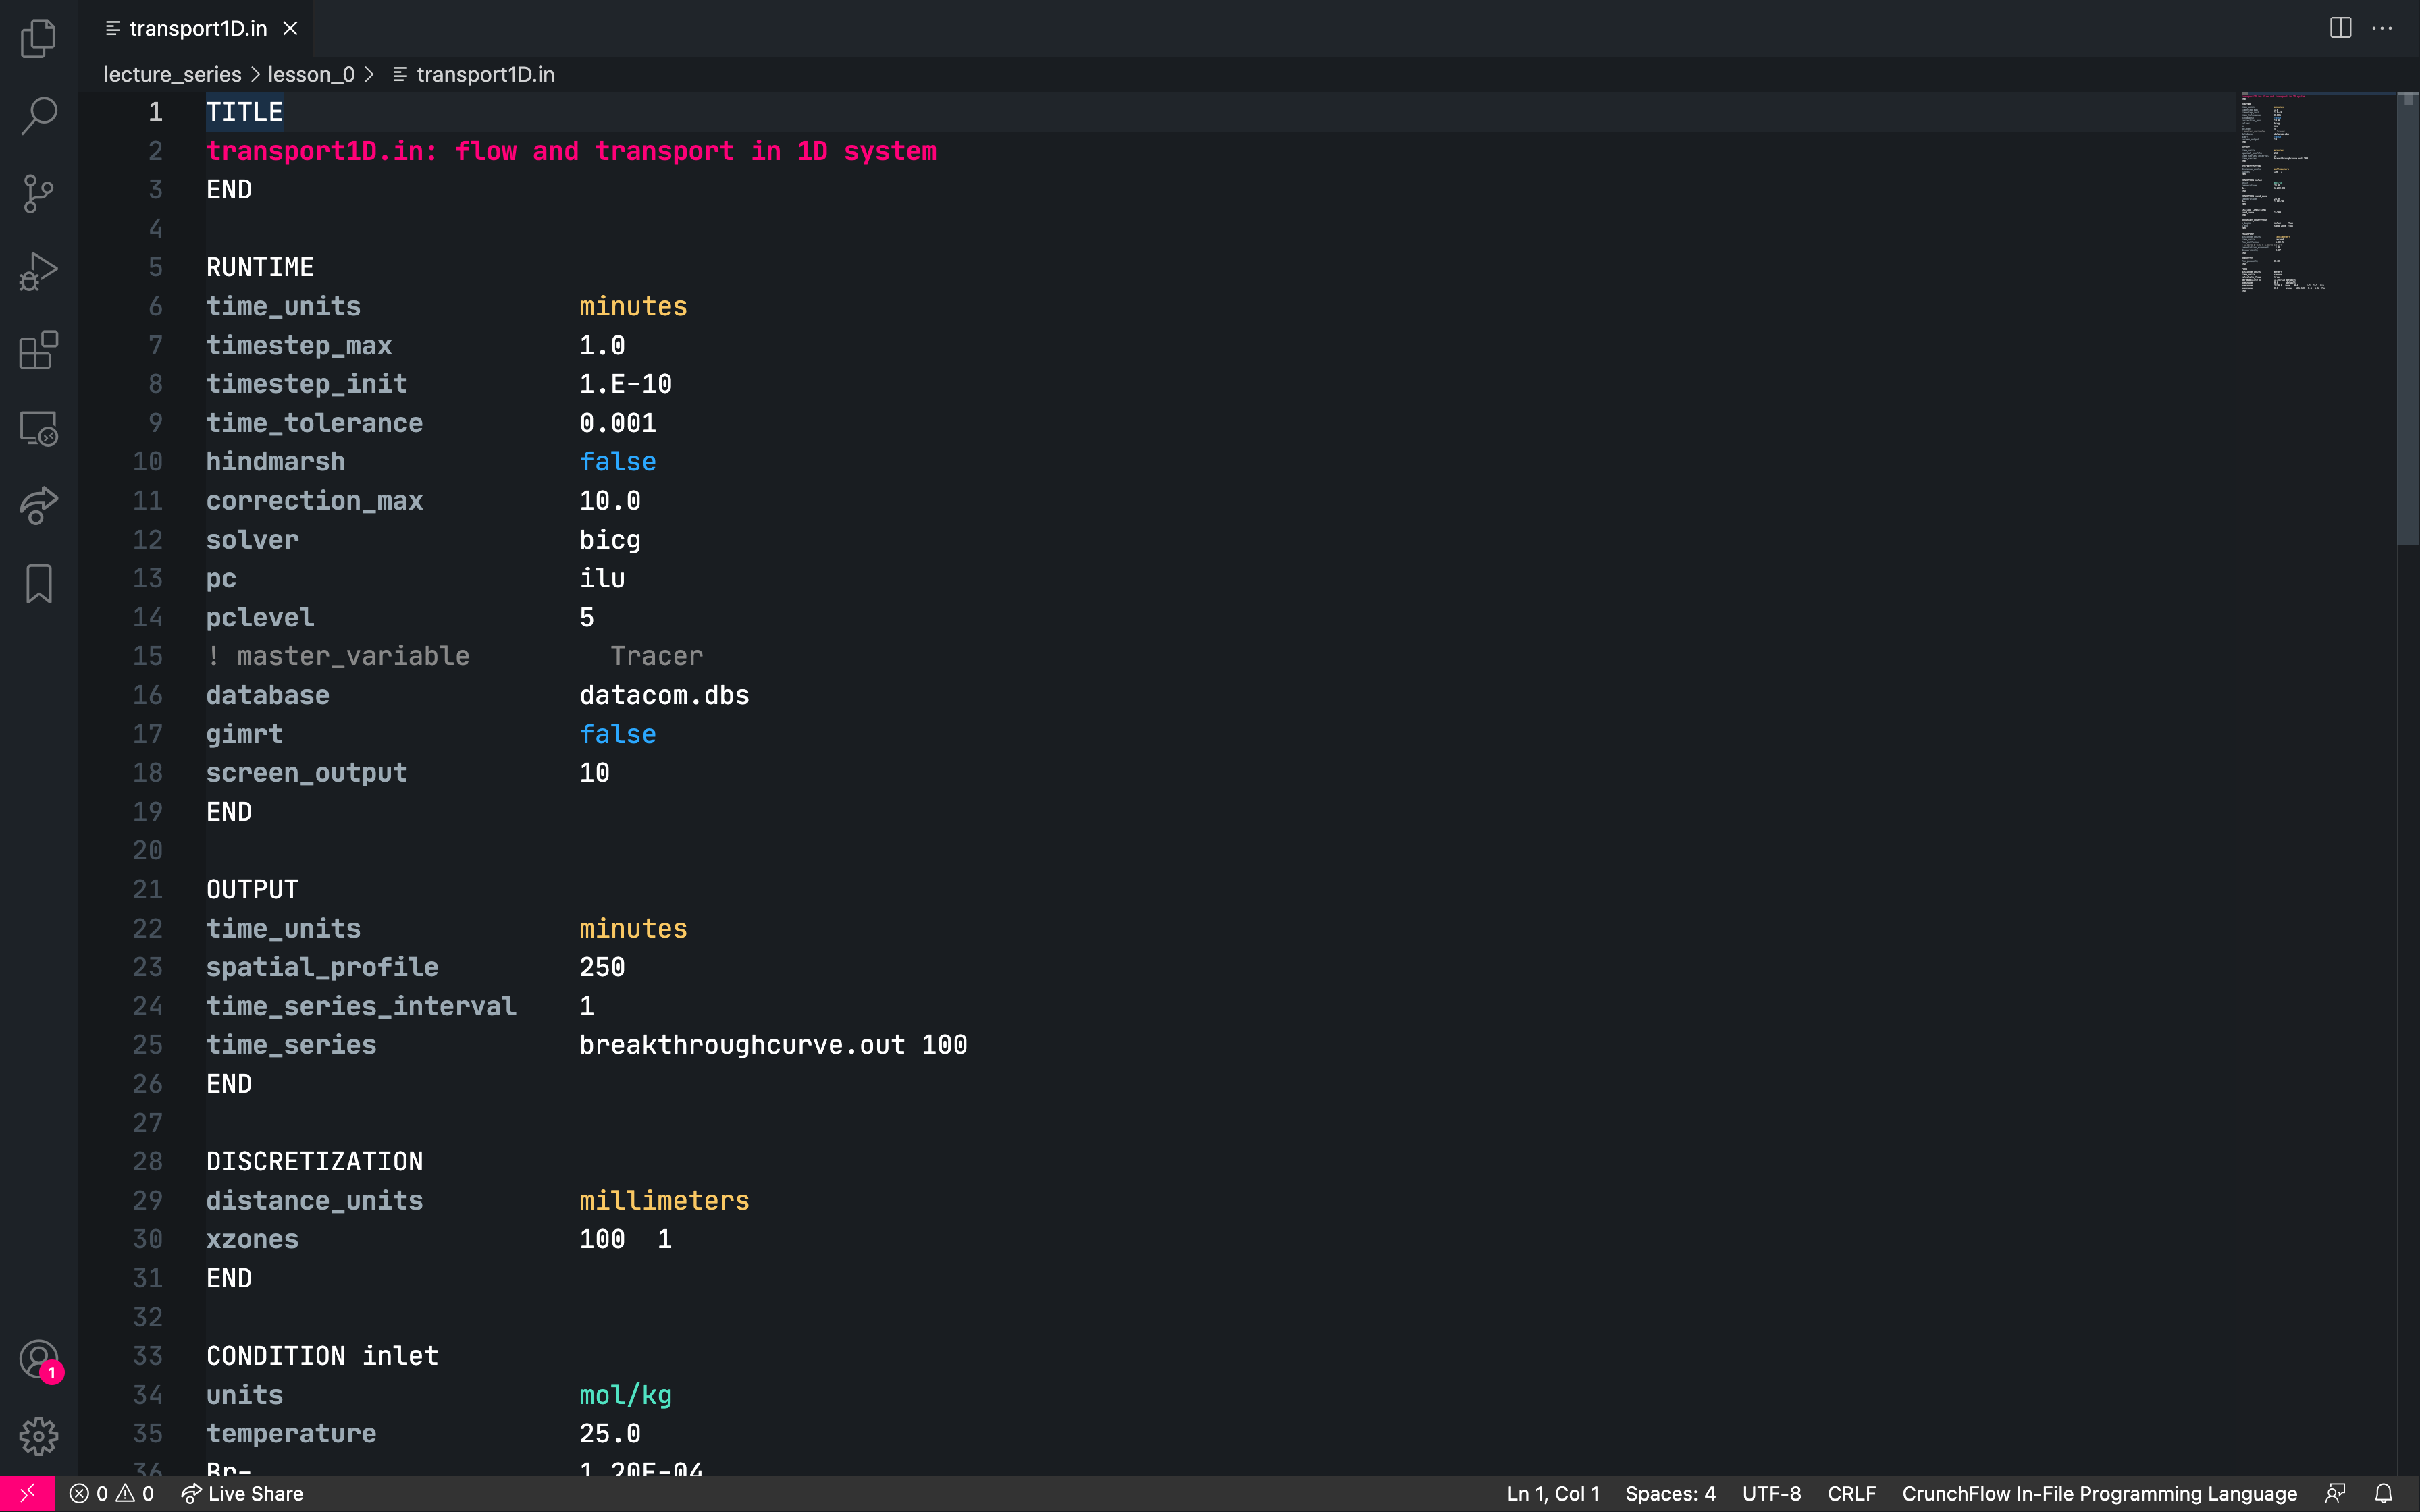 transport1D.in
lecture_series > lesson_0 > transport1D.in
1 TITLE
2 transport1D.in: flow and transport in 1D system
3 END
4
5 RUNTIME
6 time_units minutes
7 timestep_max 1.0
8 timestep_init 1.E-10
9 time_tolerance 0.001
10 hindmarsh false
11 correction_max 10.0
12 solver bicg
13 pc ilu
14 pclevel 5
15 ! master_variable Tracer
16 database datacom.dbs
17 gimrt false
18 screen_output 10
19 END
20
21 OUTPUT
22 time_units minutes
23 spatial_profile 250
24 time_series_interval 1
25 time_series breakthroughcurve.out 100
26 END
27
28 DISCRETIZATION
29 distance_units millimeters
30 xzones 100 1
31 END
32
33 CONDITION inlet
34 units mol/kg
35 temperature 25.0
36 Br- 1.20E-04
1
0 0 Live Share Ln 1, Col 1 Spaces: 4 UTF-8 CRLF CrunchFlow In-File Programming Language